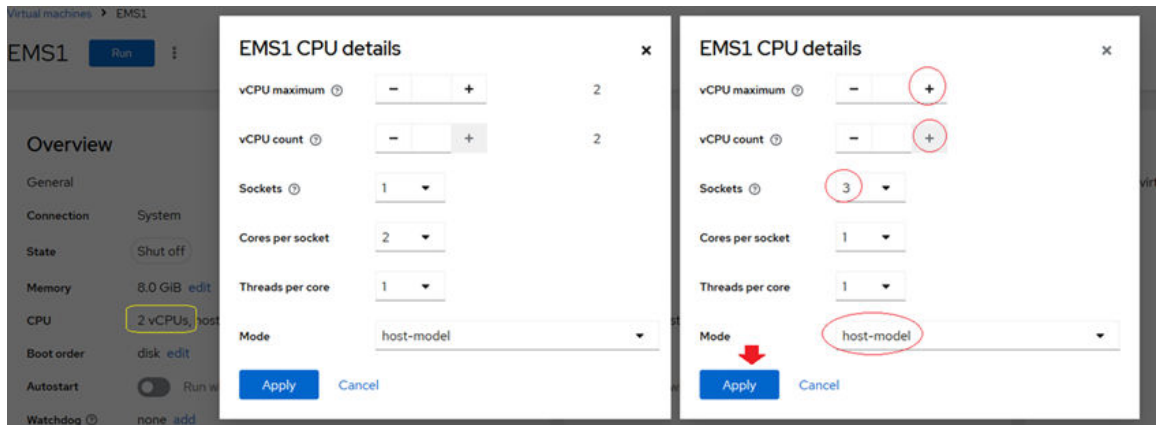 Virtual machines > EMS1
EMS1 Run
Overview
General
Connection System
State Shut off
Memory 8.0 GiB edit
CPU 2 vCPUs, host
Boot order disk edit
Autostart Run w
Watchdog none add
EMS1 CPU details ×
vCPU maximum − + 2
vCPU count − + 2
Sockets 1
Cores per socket 2
Threads per core 1
Mode host-model
Apply Cancel
EMS1 CPU details ×
vCPU maximum − +
vCPU count − +
Sockets 3
Cores per socket 1
Threads per core 1
Mode host-model
Apply Cancel
virt